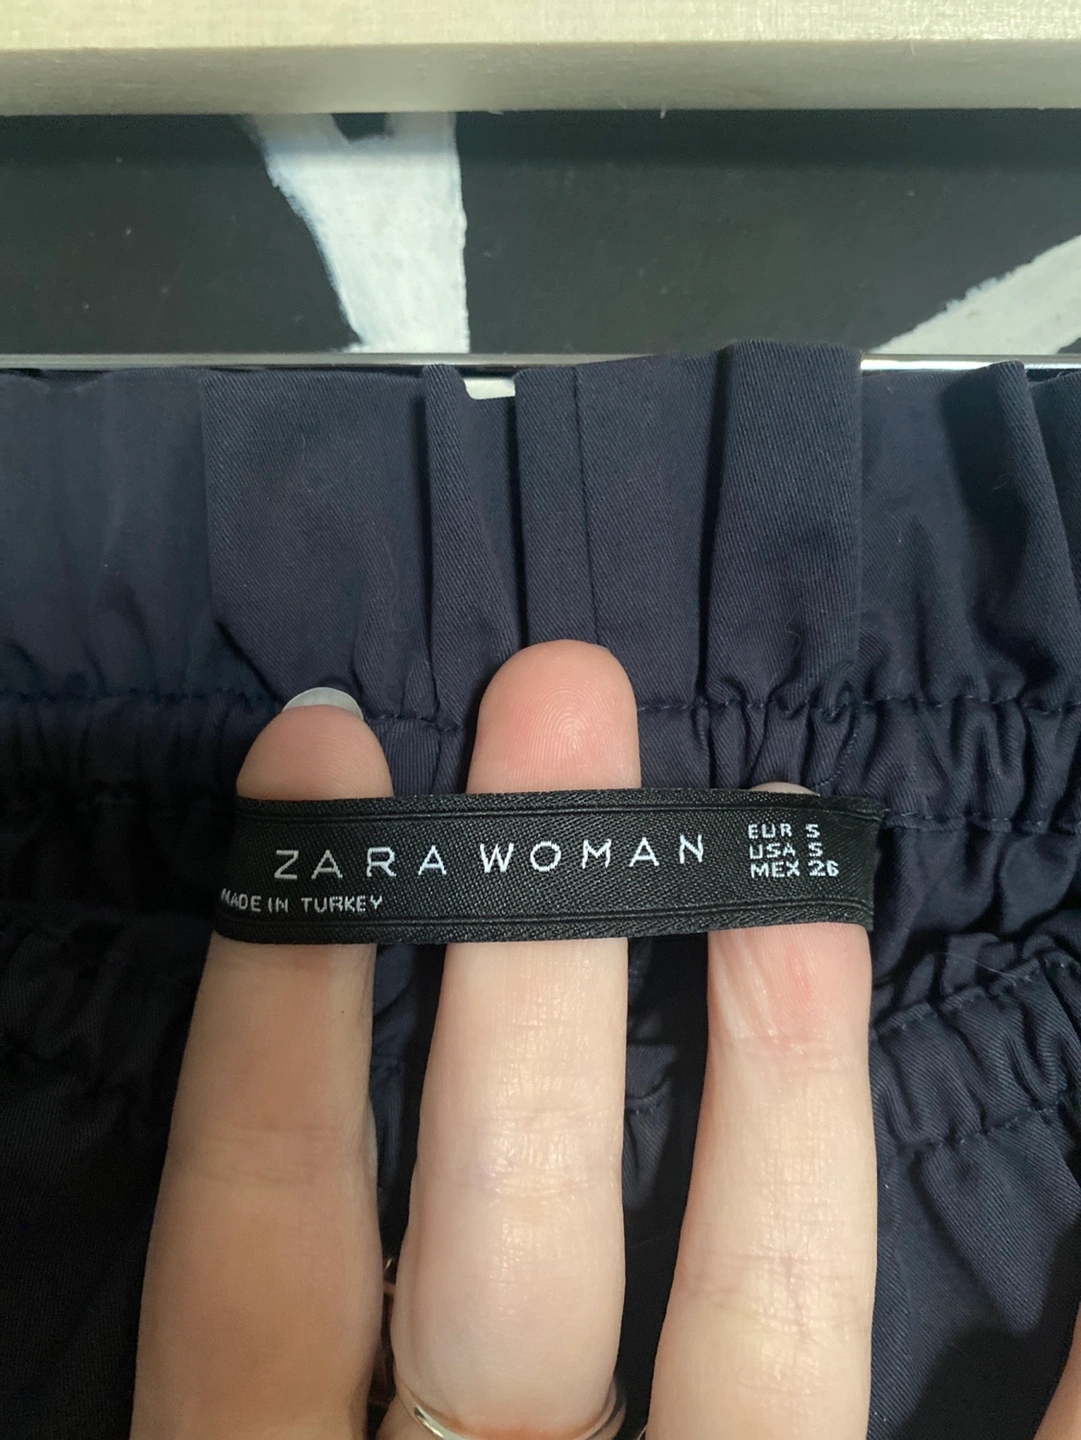 ZARA WOMAN
MADE IN TURKEY
EUR S
USA S
MEX 26